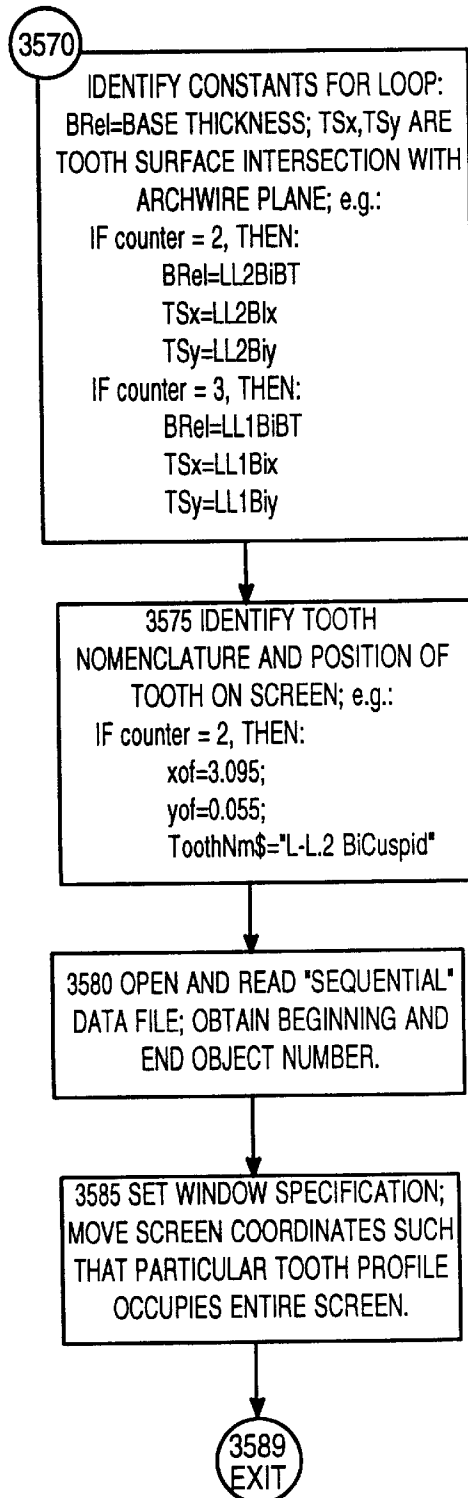 3570
IDENTIFY CONSTANTS FOR LOOP:
BRel=BASE THICKNESS; TSx,TSy ARE
TOOTH SURFACE INTERSECTION WITH
ARCHWIRE PLANE; e.g.:
IF counter = 2, THEN:
BRel=LL2BiBT
TSx=LL2BIx
TSy=LL2Biy
IF counter = 3, THEN:
BRel=LL1BiBT
TSx=LL1Bix
TSy=LL1Biy
3575 IDENTIFY TOOTH
NOMENCLATURE AND POSITION OF
TOOTH ON SCREEN; e.g.:
IF counter = 2, THEN:
xof=3.095;
yof=0.055;
ToothNm$="L-L.2 BiCuspid"
3580 OPEN AND READ "SEQUENTIAL"
DATA FILE; OBTAIN BEGINNING AND
END OBJECT NUMBER.
3585 SET WINDOW SPECIFICATION;
MOVE SCREEN COORDINATES SUCH
THAT PARTICULAR TOOTH PROFILE
OCCUPIES ENTIRE SCREEN.
3589
EXIT